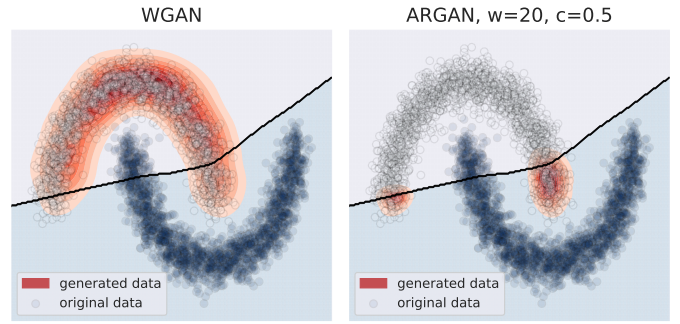 WGAN
generated data
original data
ARGAN, w=20, c=0.5
generated data
original data